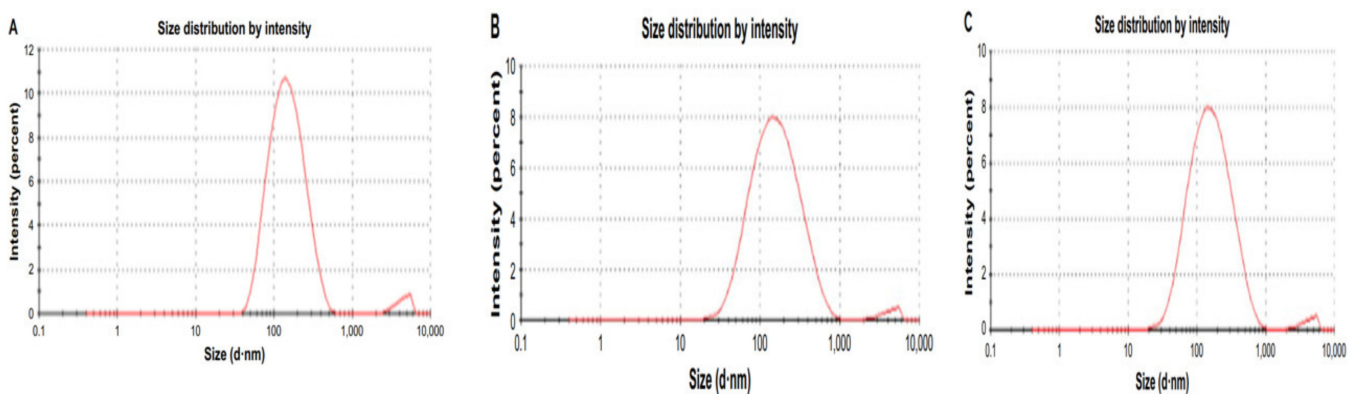 A
Size distribution by intensity
Intensity (percent)
12
10
8
6
4
2
0
0.1 1 10 100 1,000 10,000
Size (d·nm)
B
Size distribution by intensity
Intensity (percent)
10
8
6
4
2
0
0.1 1 10 100 1,000 10,000
Size (d·nm)
C
Size distribution by intensity
Intensity (percent)
10
8
6
4
2
0
0.1 1 10 100 1,000 10,000
Size (d·nm)